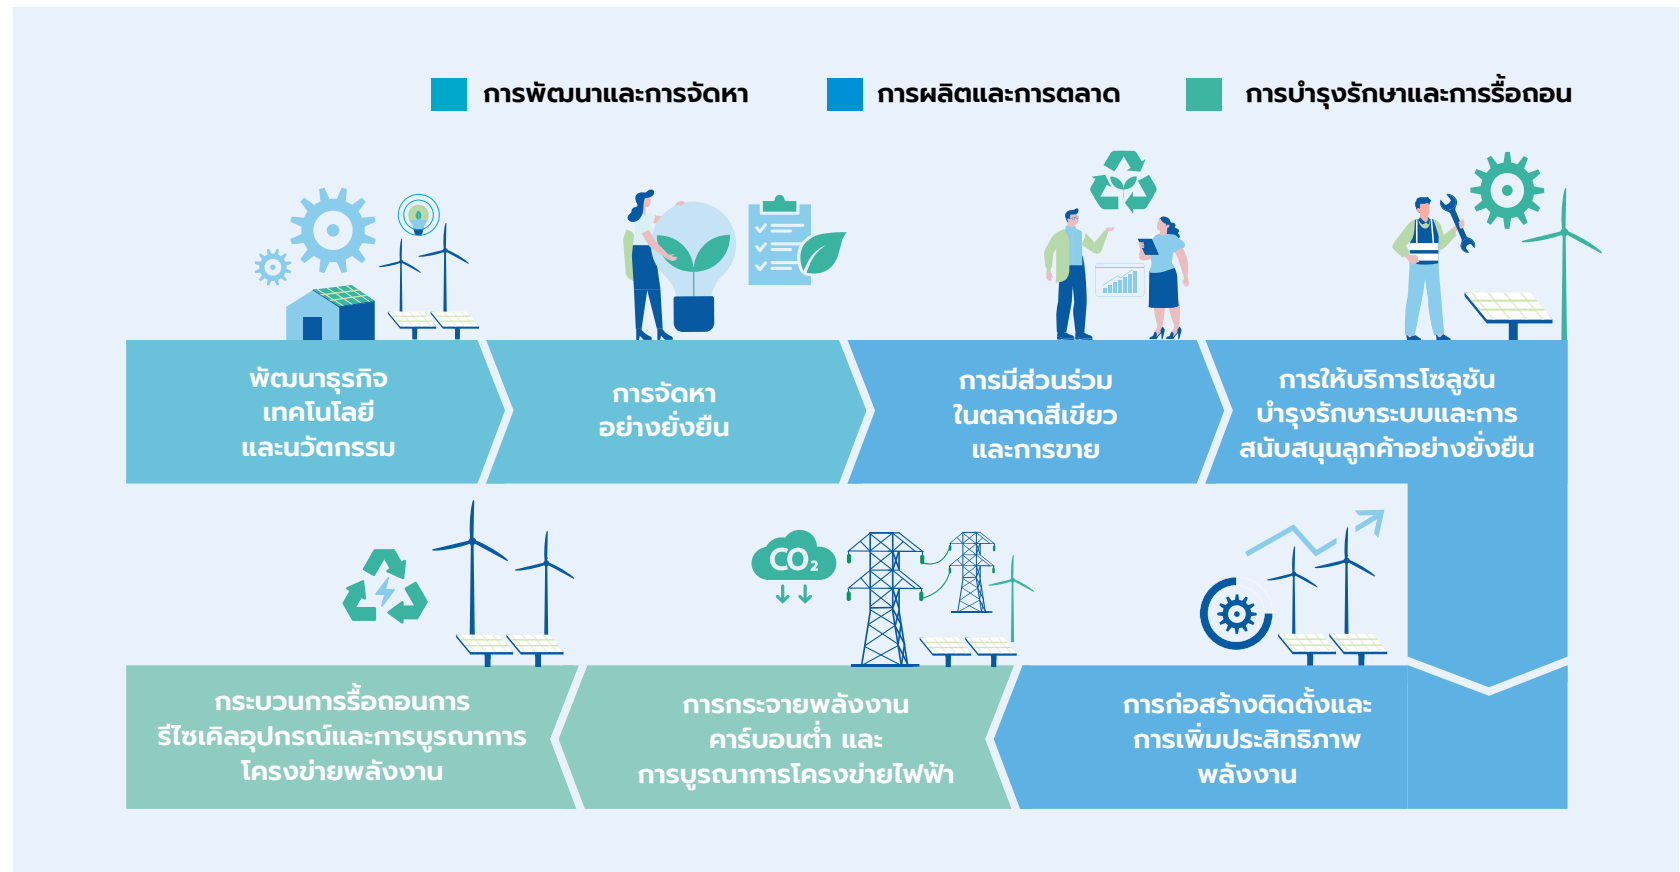 การพัฒนาและการจัดหา
การผลิตและการตลาด
การบำรุงรักษาและการรื้อถอน
พัฒนาธุรกิจ
เทคโนโลยี
และนวัตกรรม
การจัดหา
อย่างยั่งยืน
การมีส่วนร่วม
ในตลาดสีเขียว
และการขาย
การให้บริการโซลูชัน
บำรุงรักษาระบบและการ
สนับสนุนลูกค้าอย่างยั่งยืน
CO₂
การก่อสร้างติดตั้งและ
การเพิ่มประสิทธิภาพ
พลังงาน
การกระจายพลังงาน
คาร์บอนต่ำ และ
การบูรณาการโครงข่ายไฟฟ้า
กระบวนการรื้อถอนการ
รีไซเคิลอุปกรณ์และการบูรณาการ
โครงข่ายพลังงาน